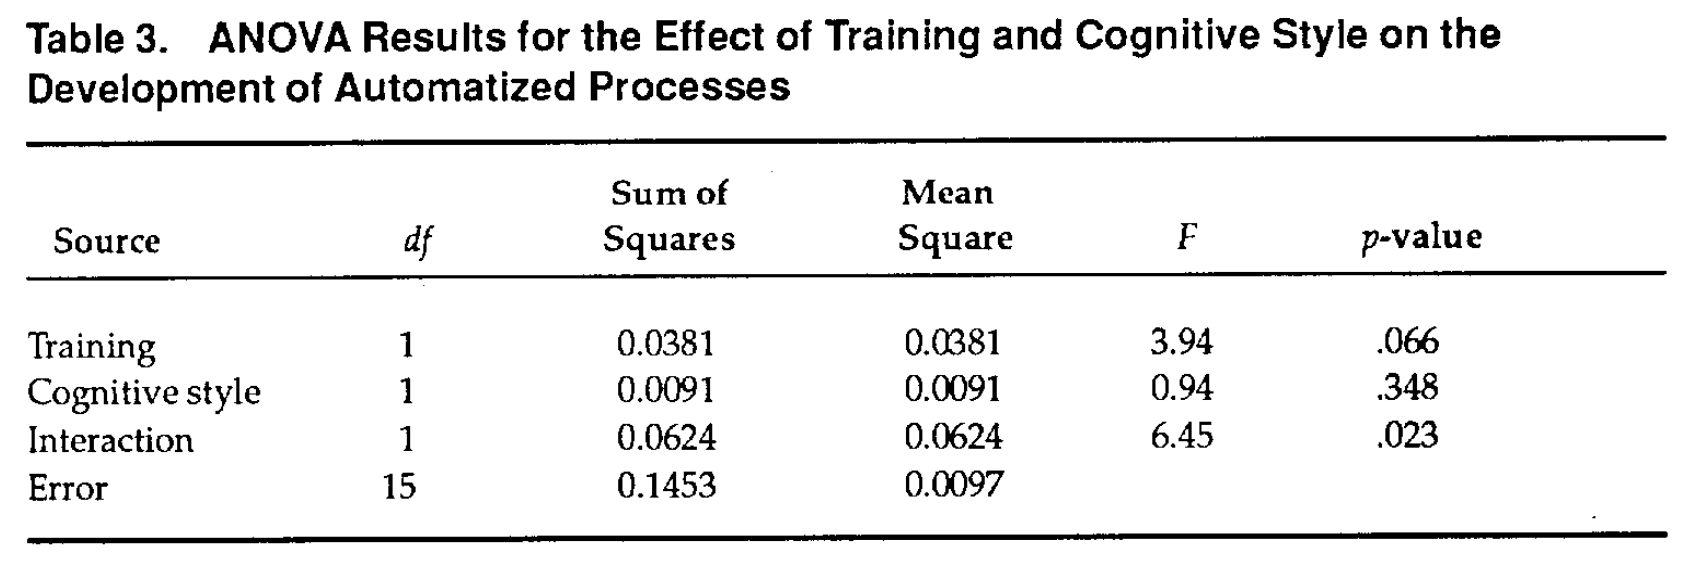 Table 3. ANOVA Results for the Effect of Training and Cognitive Style on the
Development of Automatized Processes
Sum of Mean
Source df Squares Square F p-value
Training 1 0.0381 0.0381 3.94 .066
Cognitive style 1 0.0091 0.0091 0.94 .348
Interaction 1 0.0624 0.0624 6.45 .023
Error 15 0.1453 0.0097